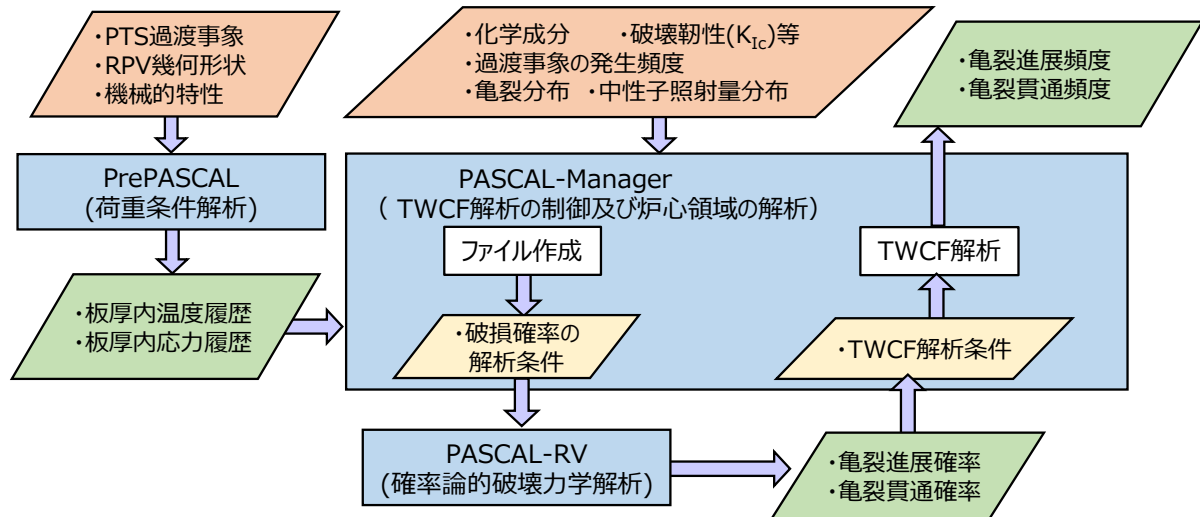 ・PTS過渡事象
・RPV幾何形状
・機械的特性
・化学成分 ・破壊靭性(KIc)等
・過渡事象の発生頻度
・亀裂分布 ・中性子照射量分布
・亀裂進展頻度
・亀裂貫通頻度
PrePASCAL
(荷重条件解析)
PASCAL-Manager
( TWCF解析の制御及び炉心領域の解析)
ファイル作成
TWCF解析
・板厚内温度履歴
・板厚内応力履歴
・破損確率の
解析条件
・TWCF解析条件
PASCAL-RV
(確率論的破壊力学解析)
・亀裂進展確率
・亀裂貫通確率